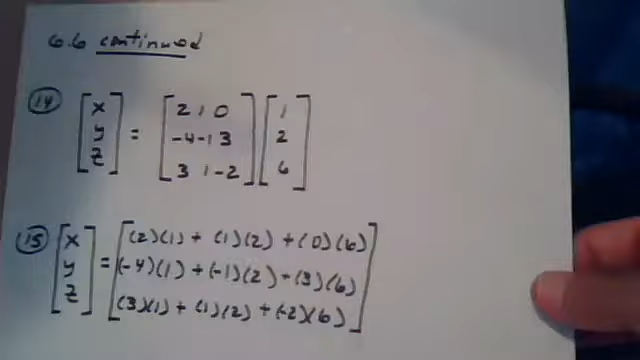 6.6 continued
(14) [x y z] = [2 1 0; -4 -1 3; 3 1 -2] [1 2 6]
(15) [x y z] = [(2)(1) + (1)(2) + (0)(6); (-4)(1) + (-1)(2) + (3)(6); (3)(1) + (1)(2) + (-2)(6)]